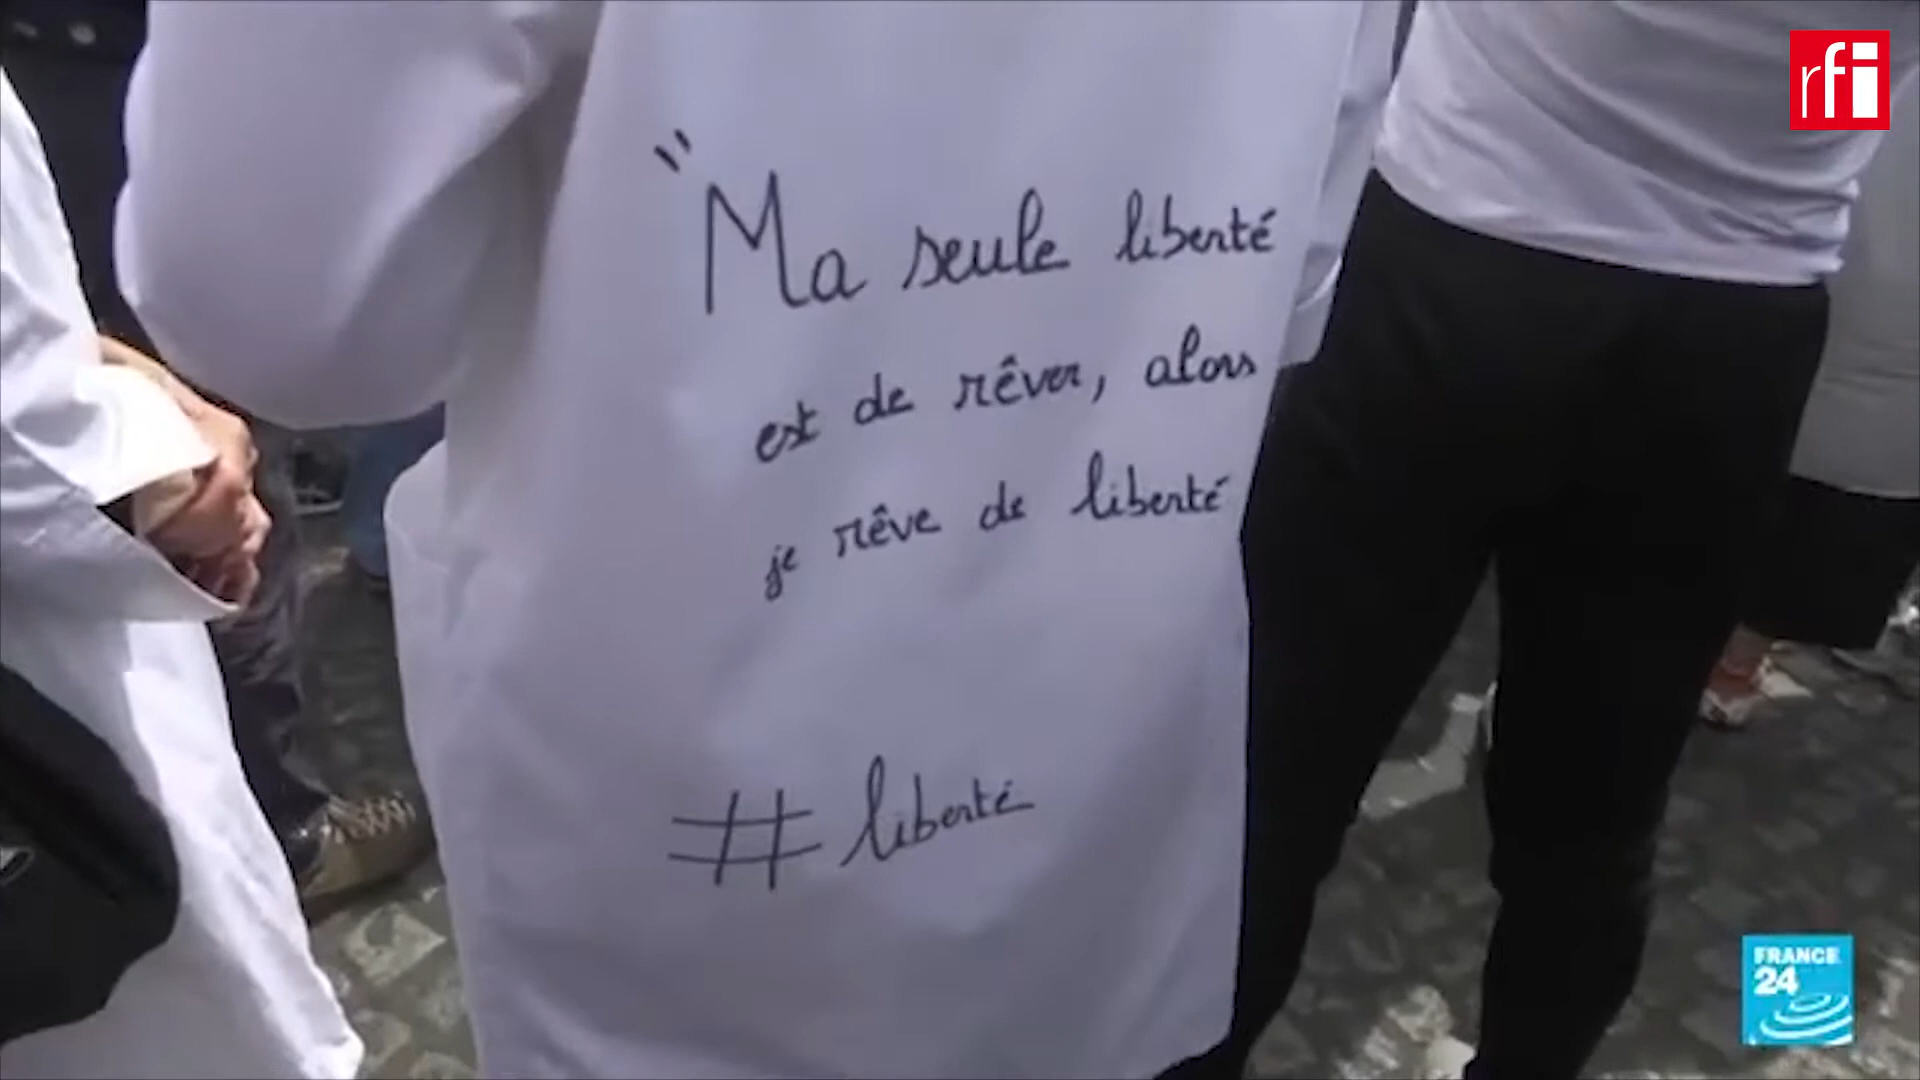 rfi
" Ma seule liberté
est de rêver, alors
je rêve de liberté
# liberté
FRANCE
24